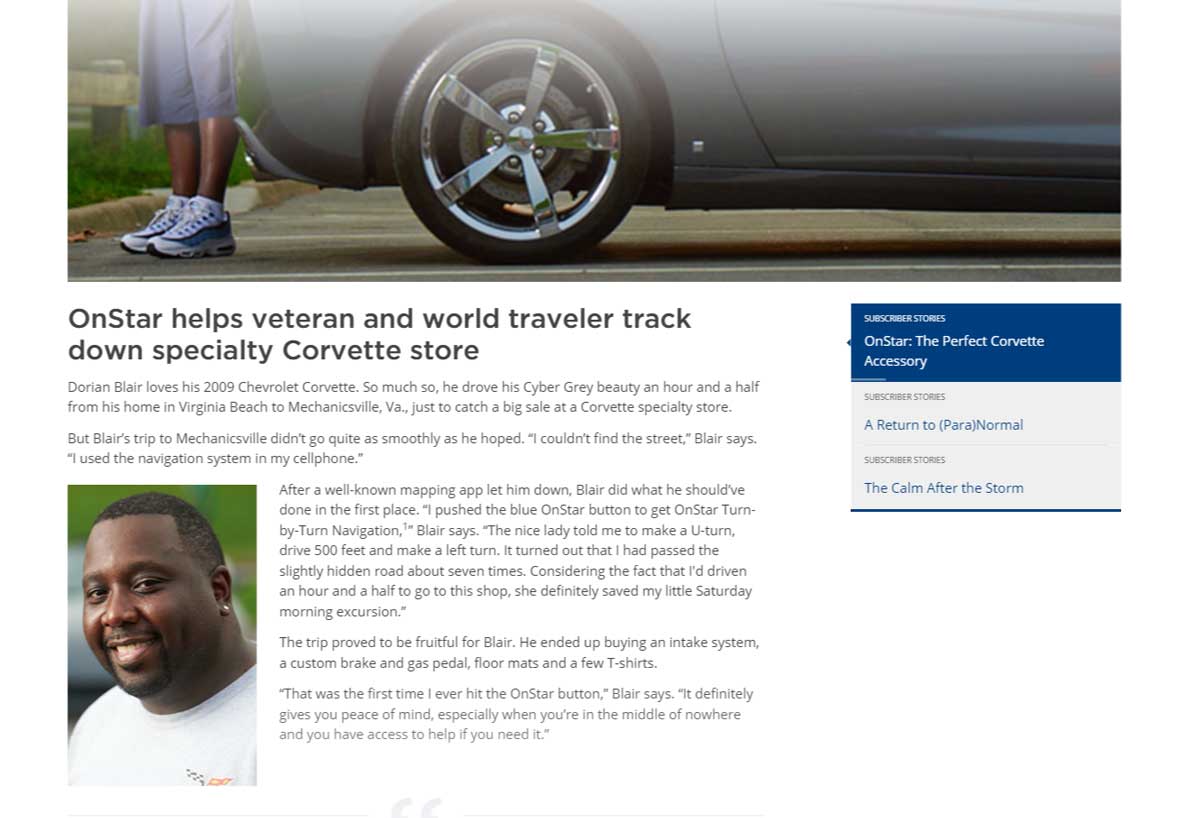 OnStar helps veteran and world traveler track
down specialty Corvette store
Dorian Blair loves his 2009 Chevrolet Corvette. So much so, he drove his Cyber Grey beauty an hour and a half
from his home in Virginia Beach to Mechanicsville, Va., just to catch a big sale at a Corvette specialty store.
But Blair’s trip to Mechanicsville didn’t go quite as smoothly as he hoped. “I couldn’t find the street,” Blair says.
“I used the navigation system in my cellphone.”
After a well-known mapping app let him down, Blair did what he should’ve
done in the first place. “I pushed the blue OnStar button to get OnStar Turn-
by-Turn Navigation,¹” Blair says. “The nice lady told me to make a U-turn,
drive 500 feet and make a left turn. It turned out that I had passed the
slightly hidden road about seven times. Considering the fact that I’d driven
an hour and a half to go to this shop, she definitely saved my little Saturday
morning excursion.”
The trip proved to be fruitful for Blair. He ended up buying an intake system,
a custom brake and gas pedal, floor mats and a few T-shirts.
“That was the first time I ever hit the OnStar button,” Blair says. “It definitely
gives you peace of mind, especially when you’re in the middle of nowhere
and you have access to help if you need it.”
“
SUBSCRIBER STORIES
OnStar: The Perfect Corvette
Accessory
SUBSCRIBER STORIES
A Return to (Para)Normal
SUBSCRIBER STORIES
The Calm After the Storm